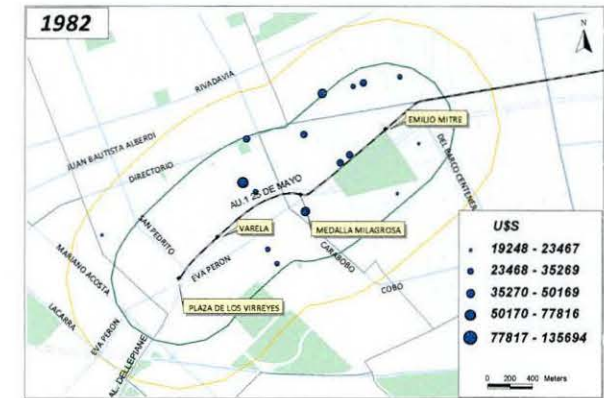 1982
N
RIVADAVIA
JUAN BAUTISTA ALBERDI
EMILIO MITRE
DIRECTORIO
DEL BARCO CENTENERA
AU.1 25 DE MAYO
SAN PEDRITO
VARELA
MEDALLA MILAGROSA
MARIANO ACOSTA
EVA PERON
CARABOBO
COBO
LACARRA
PLAZA DE LOS VIRREYES
EVA PERON
AL. DELLEPIANE
U$S
19248 - 23467
23468 - 35269
35270 - 50169
50170 - 77816
77817 - 135694
0 200 400 Meters